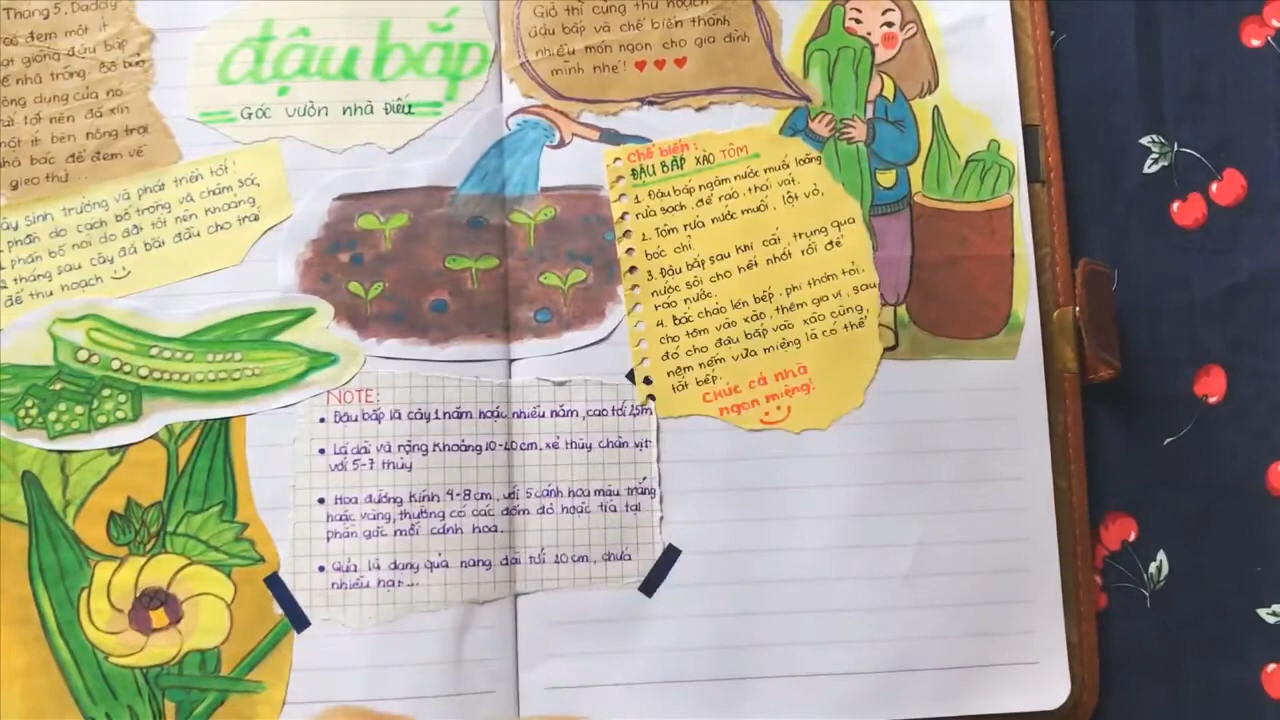 Tháng 5, Daddy
có đem một ít
hạt giống đậu bắp
nhà trồng. Bố bảo
công dụng của nó
rất tốt nên đã xin
một ít bên nông trại
nhà bác để đem về
gieo thử...
đậu bắp
Góc vườn nhà Điếu
Giờ thì cùng thu hoạch
đậu bắp và chế biến thành
nhiều món ngon cho gia đình
mình nhé!
Cây sinh trưởng và phát triển tốt!
phần do cách bố trồng và chăm sóc,
phần bố nói do đất tốt nên khoảng
2 tháng sau cây đã bắt đầu cho trái
để thu hoạch
Chế biến:
ĐẬU BẮP XÀO TÔM
1. Đậu bắp ngâm nước muối loãng
rửa sạch, để ráo, thái vát.
2. Tôm rửa nước muối, lột vỏ,
bóc chỉ.
3. Đậu bắp sau khi cắt, trụng qua
nước sôi cho hết nhớt rồi để
ráo nước.
4. Bắc chảo lên bếp, phi thơm tỏi,
cho tôm vào xào, thêm gia vị, sau
đó cho đậu bắp vào xào cùng,
nêm nếm vừa miệng là có thể
tắt bếp.
Chúc cả nhà
ngon miệng!
NOTE:
• Đậu bắp là cây 1 năm hoặc nhiều năm, cao tới 2,5m
• Lá dài và rộng khoảng 10-20cm, xẻ thùy chân vịt
với 5-7 thùy
• Hoa đường kính 4-8cm, với 5 cánh hoa màu trắng
hoặc vàng, thường có các đốm đỏ hoặc tía tại
phần gốc mỗi cánh hoa.
• Quả là dạng quả nang dài tới 20cm, chứa
nhiều hạt...